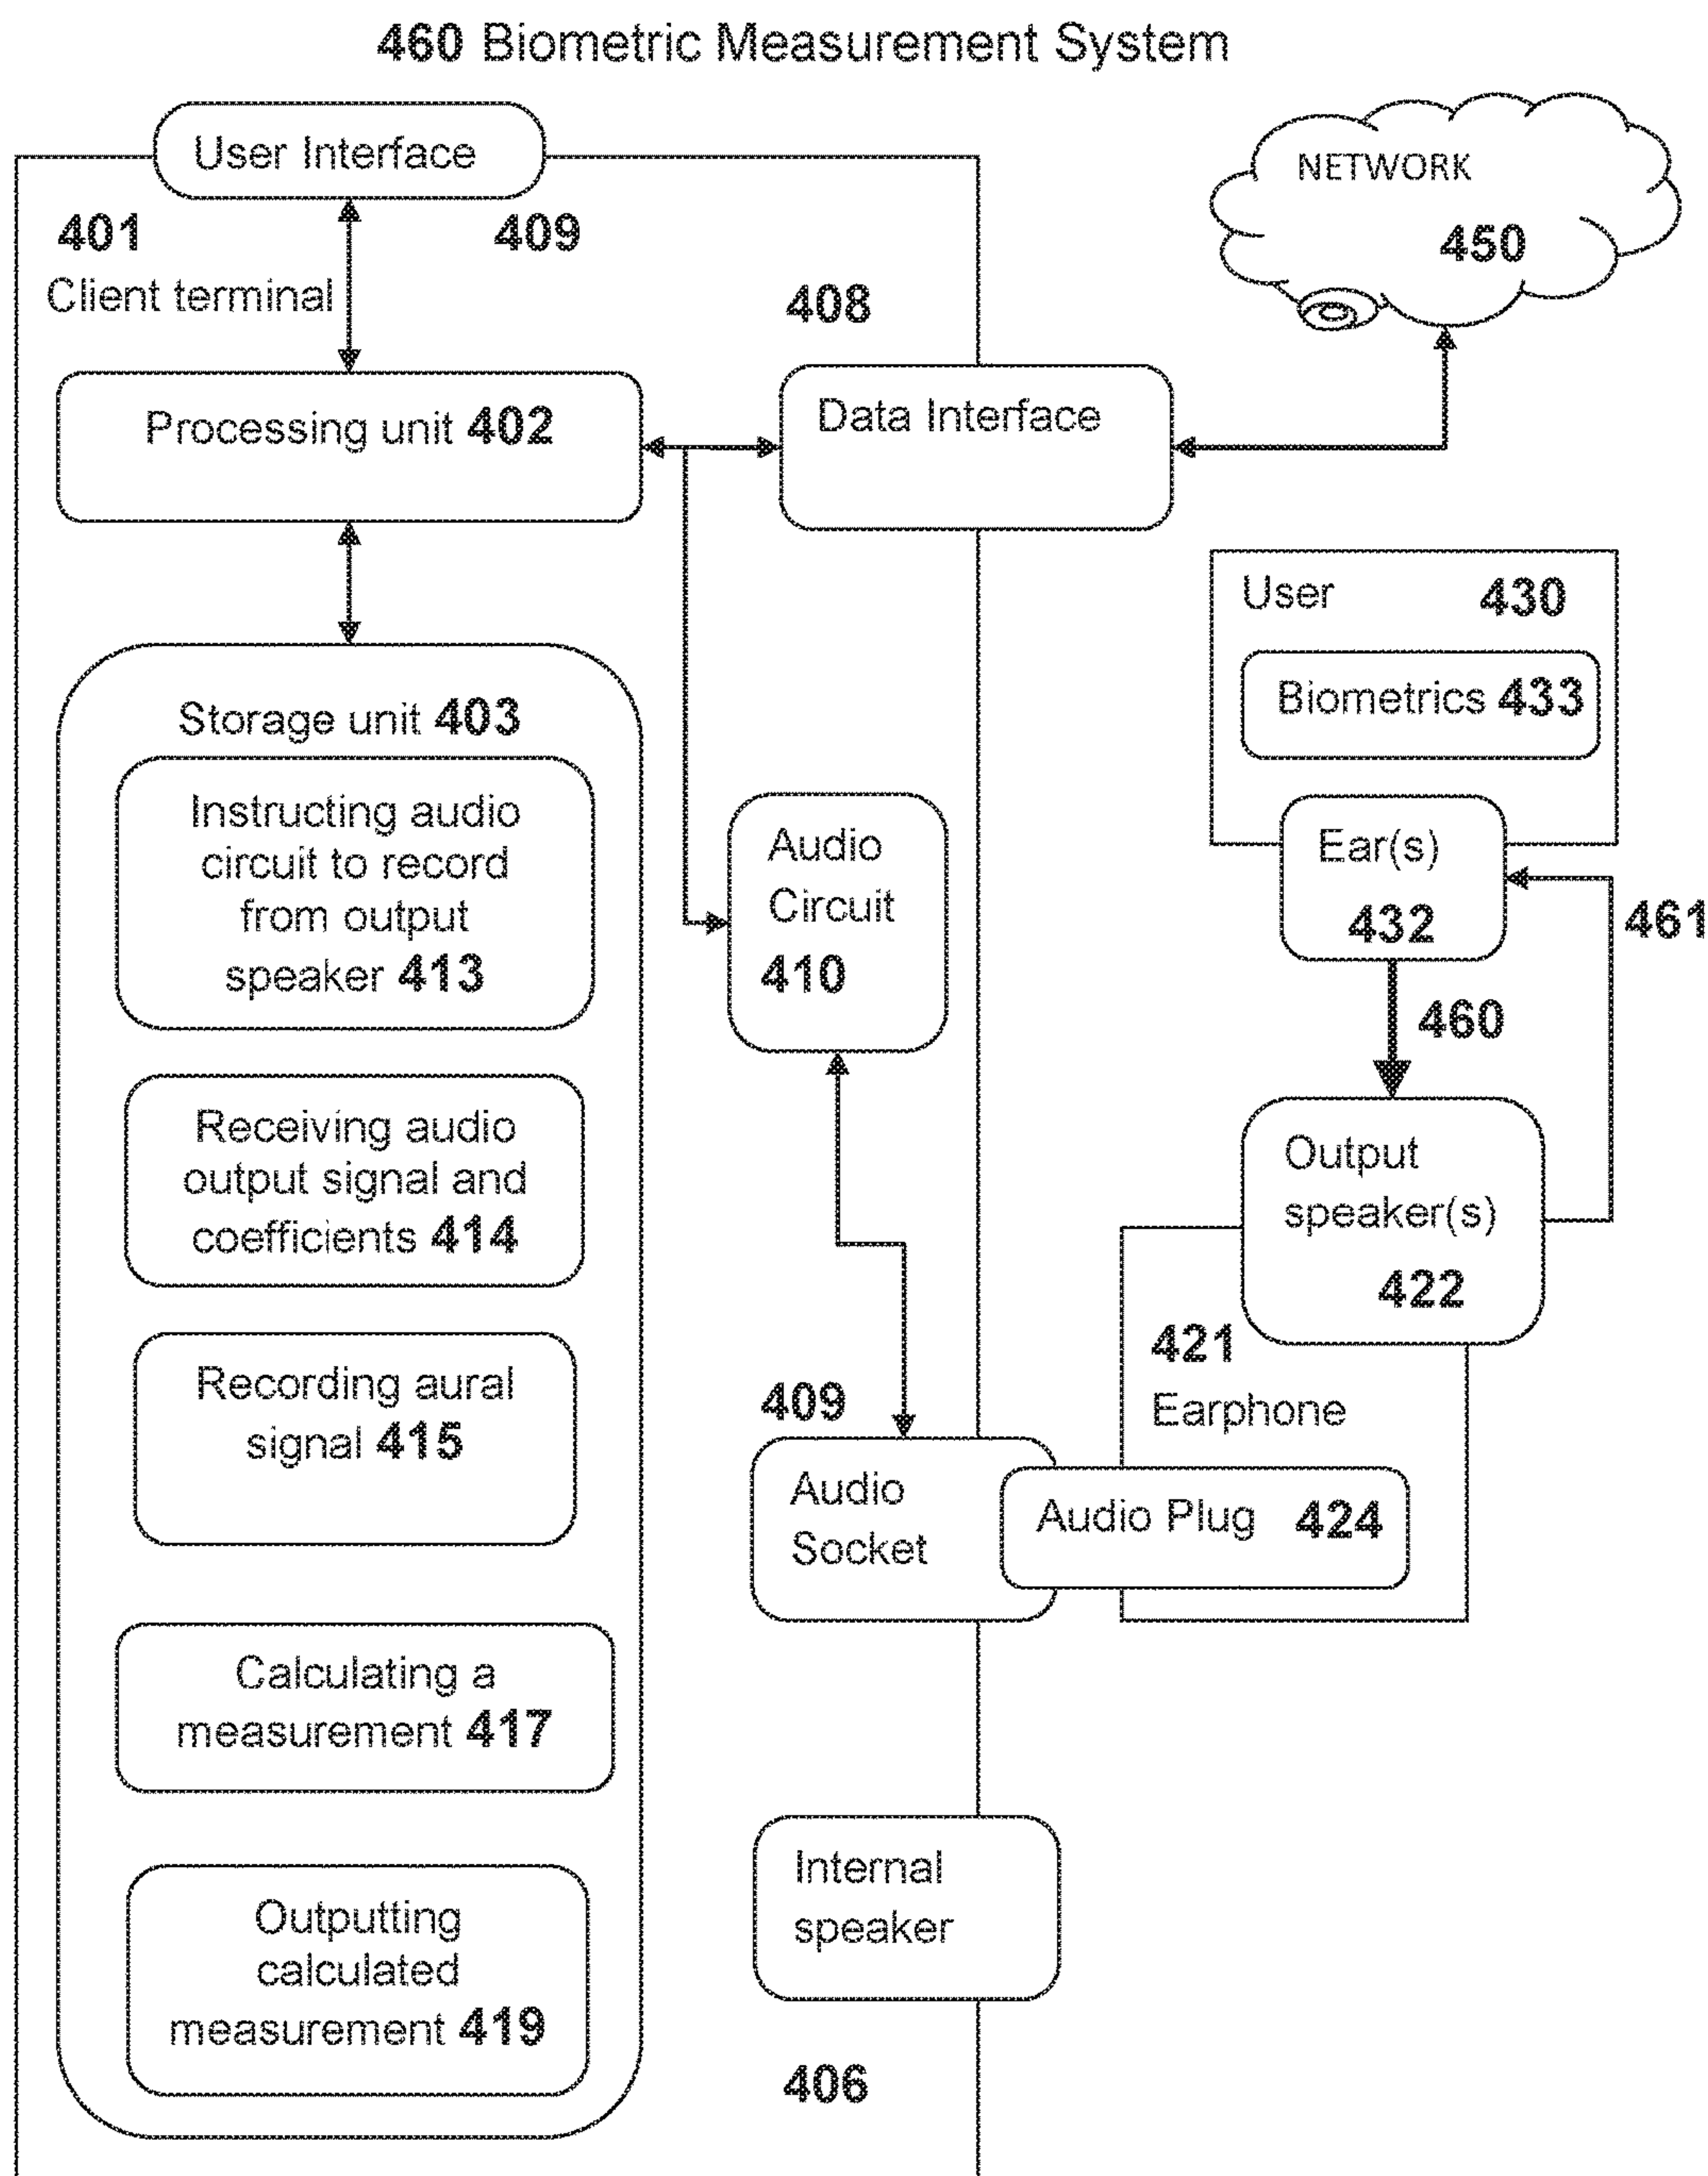 460 Biometric Measurement System
User Interface
401
409
Client terminal
408
NETWORK
450
Processing unit 402
Data Interface
User 430
Biometrics 433
Storage unit 403
Instructing audio
circuit to record
from output
speaker 413
Audio
Circuit
410
Ear(s)
432
461
460
Receiving audio
output signal and
coefficients 414
Output
speaker(s)
422
Recording aural
signal 415
421
Earphone
409
Audio
Socket
Audio Plug 424
Calculating a
measurement 417
Internal
speaker
Outputting
calculated
measurement 419
406